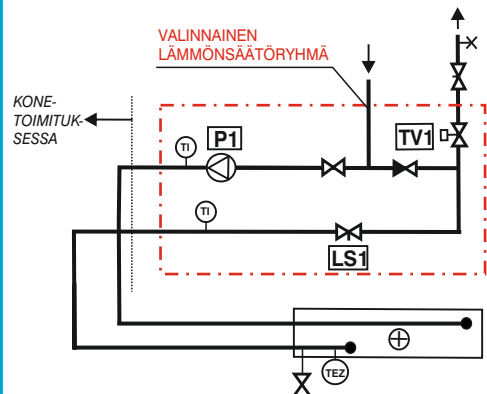 VALINNAINEN
LÄMMÖNSÄÄTÖRYHMÄ
KONE-
TOIMITUK-
SESSA
TI
P1
TV1
TI
LS1
TEZ